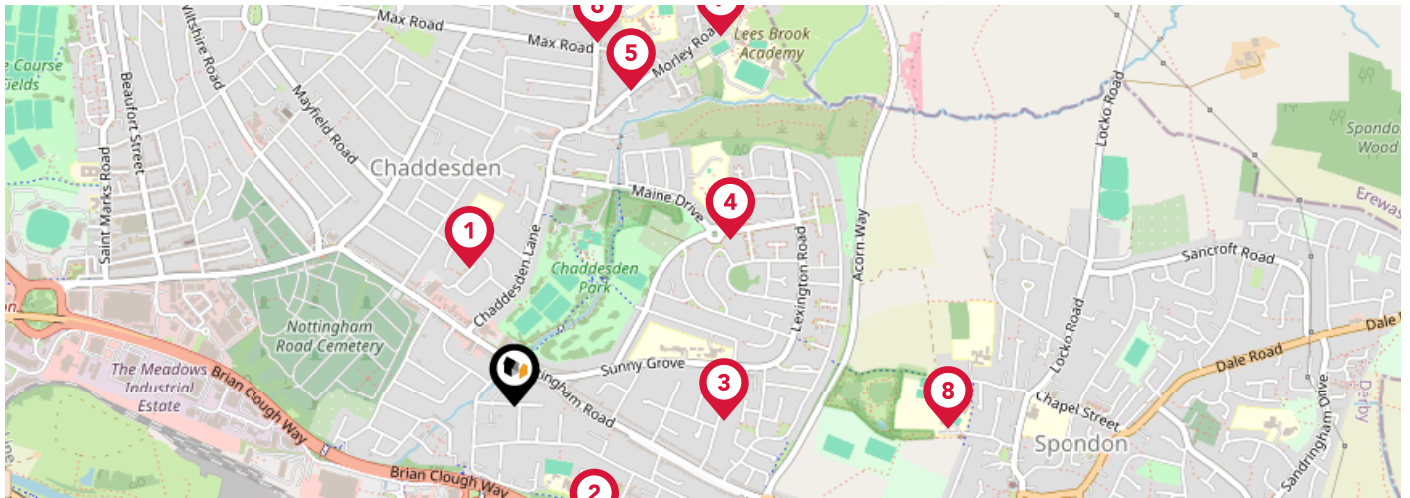 Max Road
Max Road
6
5
Morley Road
Lees Brook
Academy
Wiltshire Road
Course
Fields
Beaufort Street
Mayfield Road
Locko Road
Spondon
Wood
Chaddesden
Saint Marks Road
Maine Drive
4
1
Erewas
Acorn Way
Lexington Road
Chaddesden Lane
Chaddesden
Park
Sancroft Road
Nottingham
Road Cemetery
Locko Road
Dale
Dale Road
The Meadows
Industrial
Estate
Brian Clough Way
Sunny Grove
ingham Road
3
8
Chapel Street
Derby
Spondon
Sandringham Drive
Brian Clough Way
2